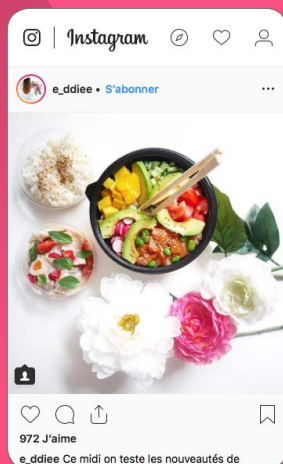 Instagram
e_ddiee • S'abonner
972 J'aime
e_ddiee Ce midi on teste les nouveautés de